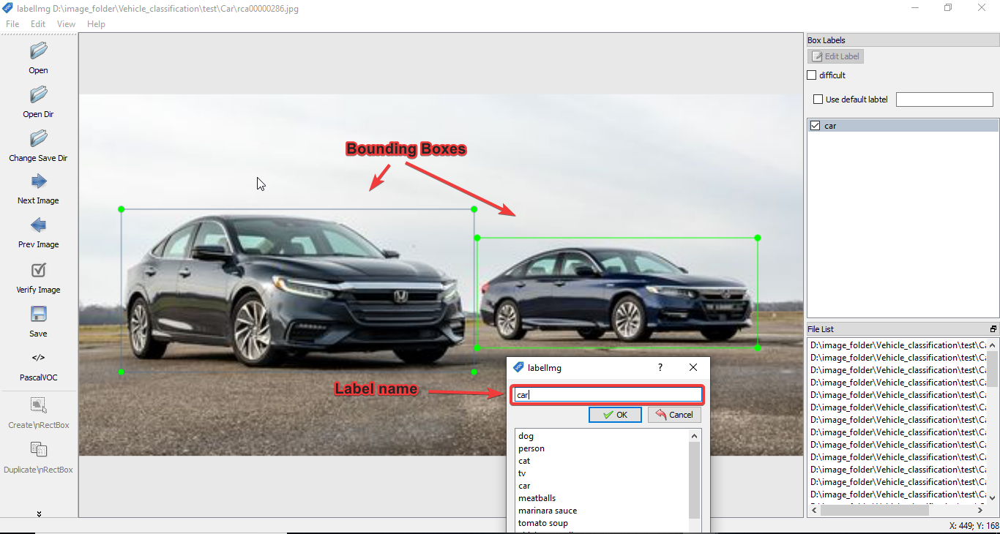 labelImg D:\image_folder\Vehicle_classification\test\Car\rca00000286.jpg
File Edit View Help
Open
Open Dir
Change Save Dir
Next Image
Prev Image
Verify Image
Save
</>
PascalVOC
Create\nRectBox
Duplicate\nRectBox
Bounding Boxes
Label name
labelImg ?
car
OK Cancel
dog
person
cat
tv
car
meatballs
marinara sauce
tomato soup
Box Labels
Edit Label
difficult
Use default labtel
car
File List
D:\image_folder\Vehicle_classification\test\Ca
D:\image_folder\Vehicle_classification\test\Ca
D:\image_folder\Vehicle_classification\test\Ca
D:\image_folder\Vehicle_classification\test\Ca
D:\image_folder\Vehicle_classification\test\Ca
D:\image_folder\Vehicle_classification\test\Ca
D:\image_folder\Vehicle_classification\test\Ca
D:\image_folder\Vehicle_classification\test\Ca
D:\image_folder\Vehicle_classification\test\Ca
D:\image_folder\Vehicle_classification\test\Ca
D:\image_folder\Vehicle_classification\test\Ca
D:\image_folder\Vehicle_classification\test\Ca
D:\image_folder\Vehicle_classification\test\Ca
X: 449; Y: 168